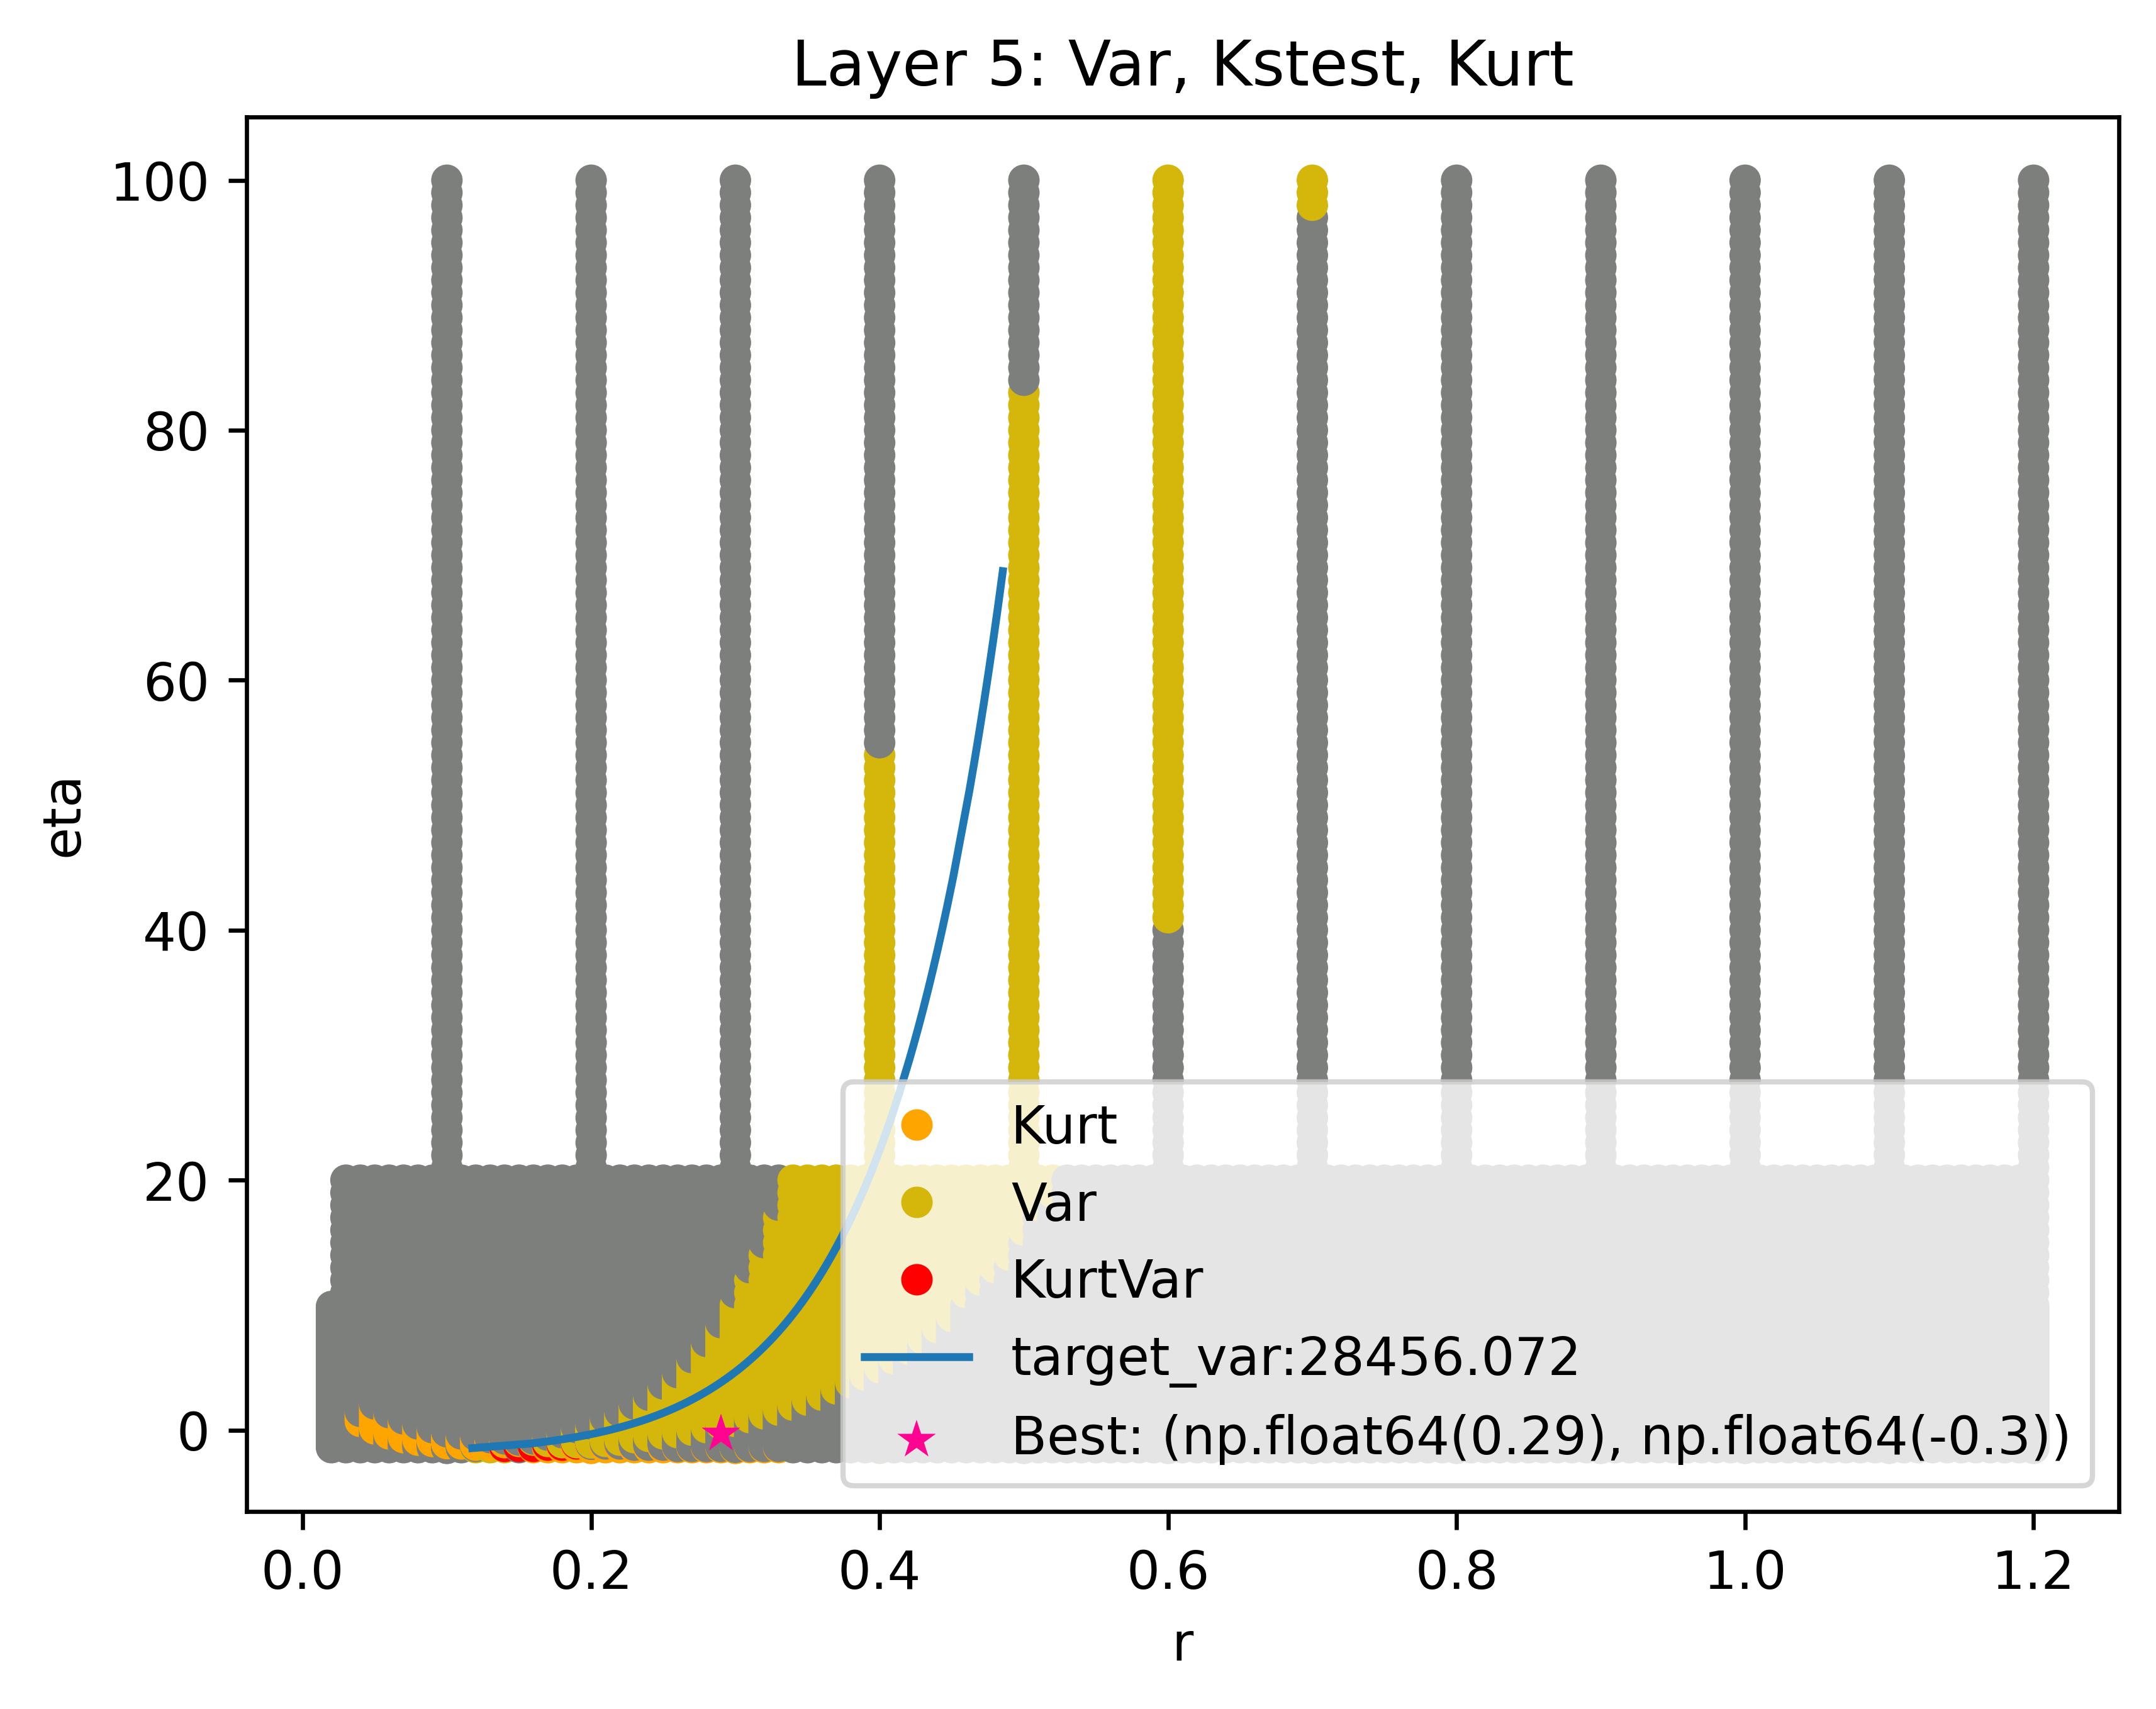 Layer 5: Var, Kstest, Kurt
100
80
60
40
20
0
eta
Kurt
Var
KurtVar
target_var:28456.072
Best: (np.float64(0.29), np.float64(-0.3))
0.0 0.2 0.4 0.6 0.8 1.0 1.2
r